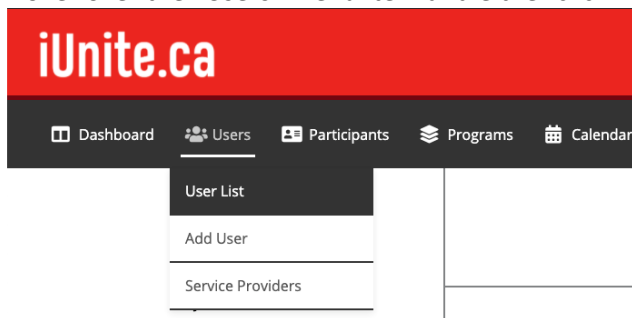 iUnite.ca
Dashboard Users Participants Programs Calendar
User List
Add User
Service Providers